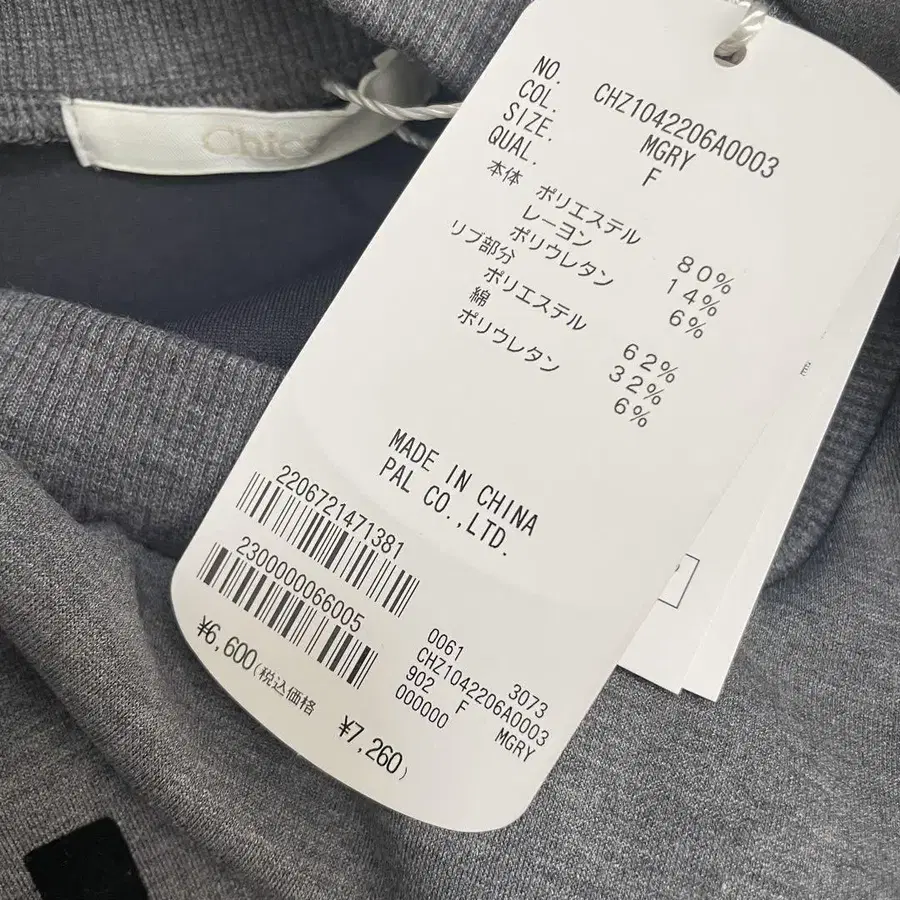 Chico
NO. CHZ1042206A0003
COL. MGRY
SIZE. F
QUAL.
本体 ポリエステル 80%
レーヨン 14%
ポリウレタン 6%
リブ部分
ポリエステル 62%
綿 32%
ポリウレタン 6%
MADE IN CHINA
PAL CO.,LTD.
2206721471381
2300000066005
¥6,600(税込価格 ¥7,260)
0061 3073
CHZ1042206A0003
902 F
000000 MGRY
E